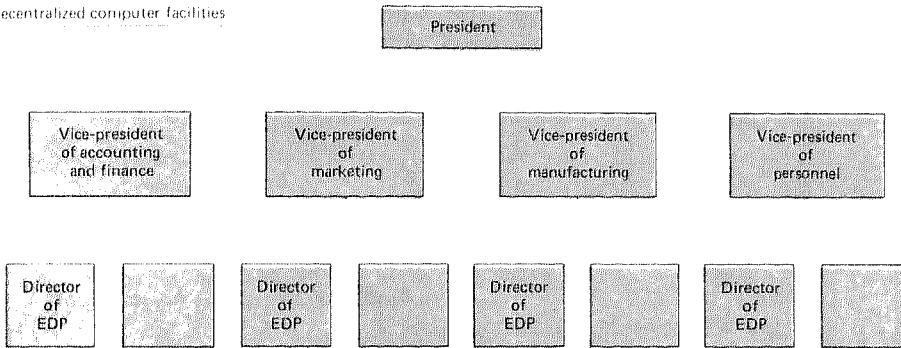 ecentralized computer facilities
President
Vice-president
of accounting
and finance
Vice-president
of
marketing
Vice-president
of
manufacturing
Vice-president
of
personnel
Director
of
EDP
Director
of
EDP
Director
of
EDP
Director
of
EDP